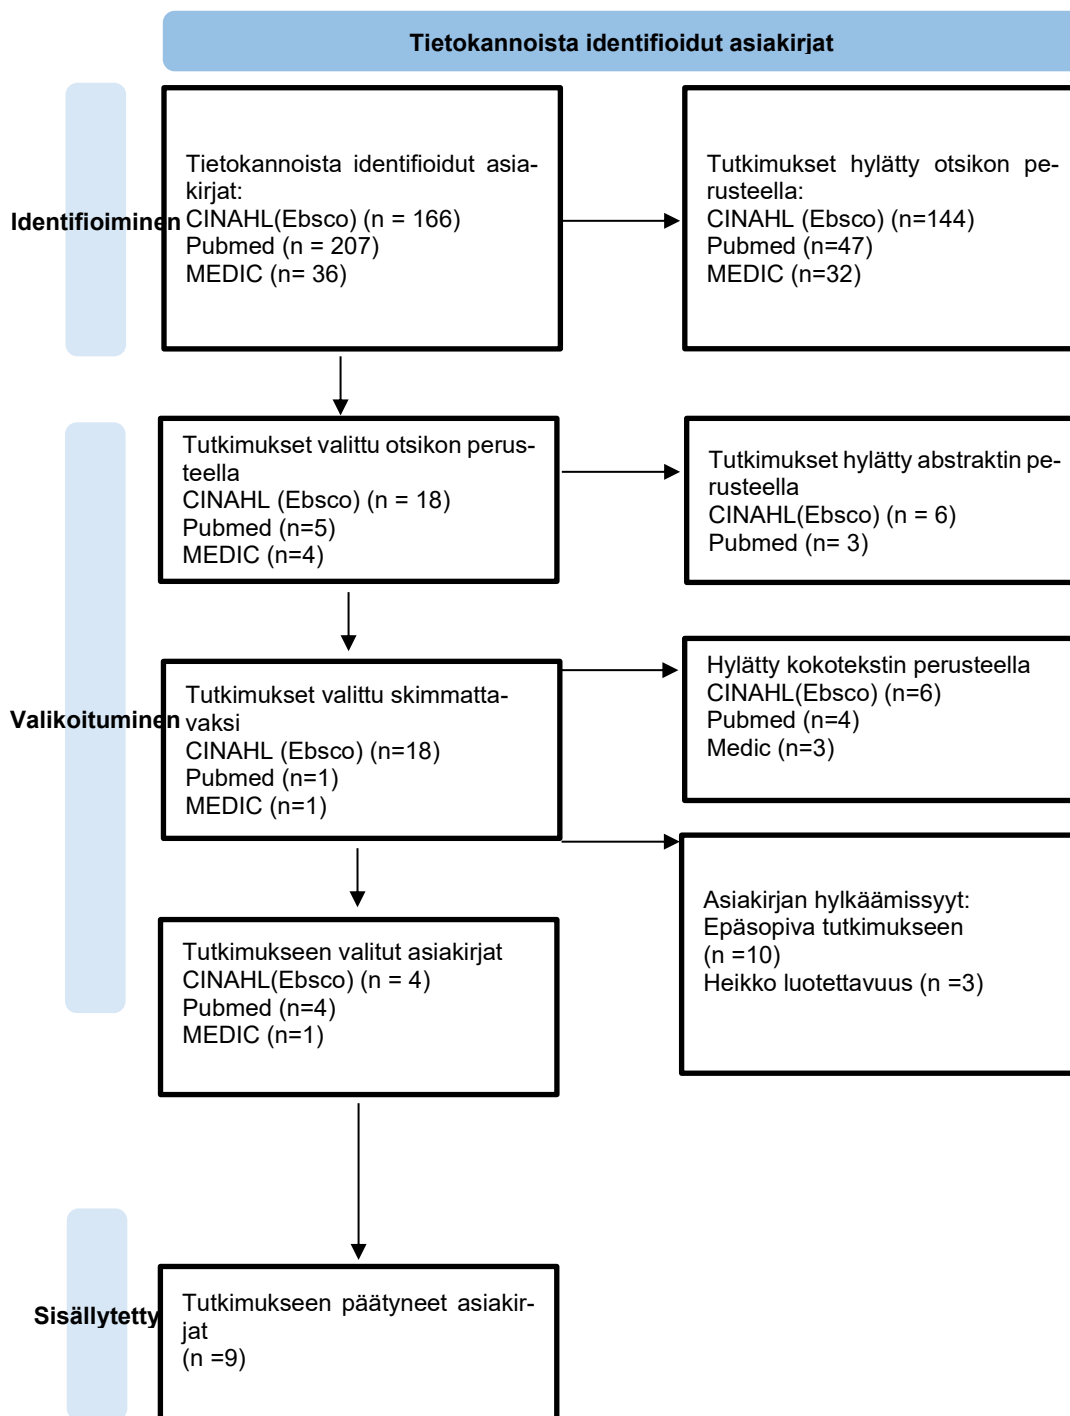 Tietokannoista identifioidut asiakirjat
Identifioiminen
Tietokannoista identifioidut asia-
kirjat:
CINAHL(Ebsco) (n = 166)
Pubmed (n = 207)
MEDIC (n= 36)
Tutkimukset hylätty otsikon pe-
rusteella:
CINAHL (Ebsco) (n=144)
Pubmed (n=47)
MEDIC (n=32)
Valikoituminen
Tutkimukset valittu otsikon perus-
teella
CINAHL (Ebsco) (n = 18)
Pubmed (n=5)
MEDIC (n=4)
Tutkimukset hylätty abstraktin pe-
rusteella
CINAHL(Ebsco) (n = 6)
Pubmed (n= 3)
Tutkimukset valittu skimmatta-
vaksi
CINAHL (Ebsco) (n=18)
Pubmed (n=1)
MEDIC (n=1)
Hylätty kokotekstin perusteella
CINAHL(Ebsco) (n=6)
Pubmed (n=4)
Medic (n=3)
Asiakirjan hylkäämissyyt:
Epäsopiva tutkimukseen
(n =10)
Heikko luotettavuus (n =3)
Tutkimukseen valitut asiakirjat
CINAHL(Ebsco) (n = 4)
Pubmed (n=4)
MEDIC (n=1)
Sisällytetty
Tutkimukseen päätyneet asiakir-
jat
(n =9)